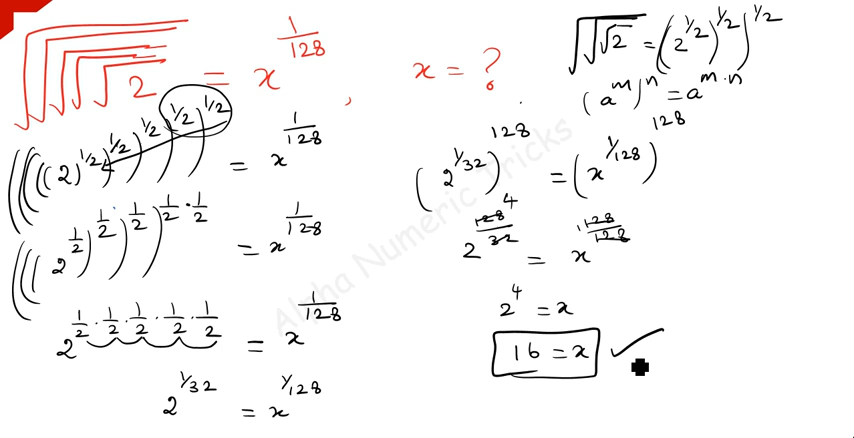 √√√√√2 = x^(1/128) , x = ?
(((((2)^1/2)^1/2)^1/2)^1/2)^1/2 = x^(1/128)
(((2^(1/2))^(1/2))^(1/2))^(1/2 · 1/2) = x^(1/128)
2^(1/2 · 1/2 · 1/2 · 1/2 · 1/2) = x^(1/128)
2^(1/32) = x^(1/128)
√√√2 = ((2^1/2)^1/2)^1/2
(a^m)^n = a^(m·n)
(2^(1/32))^128 = (x^(1/128))^128
2^(128/32) 4 = x^(128/128)
2^4 = x
16 = x
Alpha Numeric Tricks